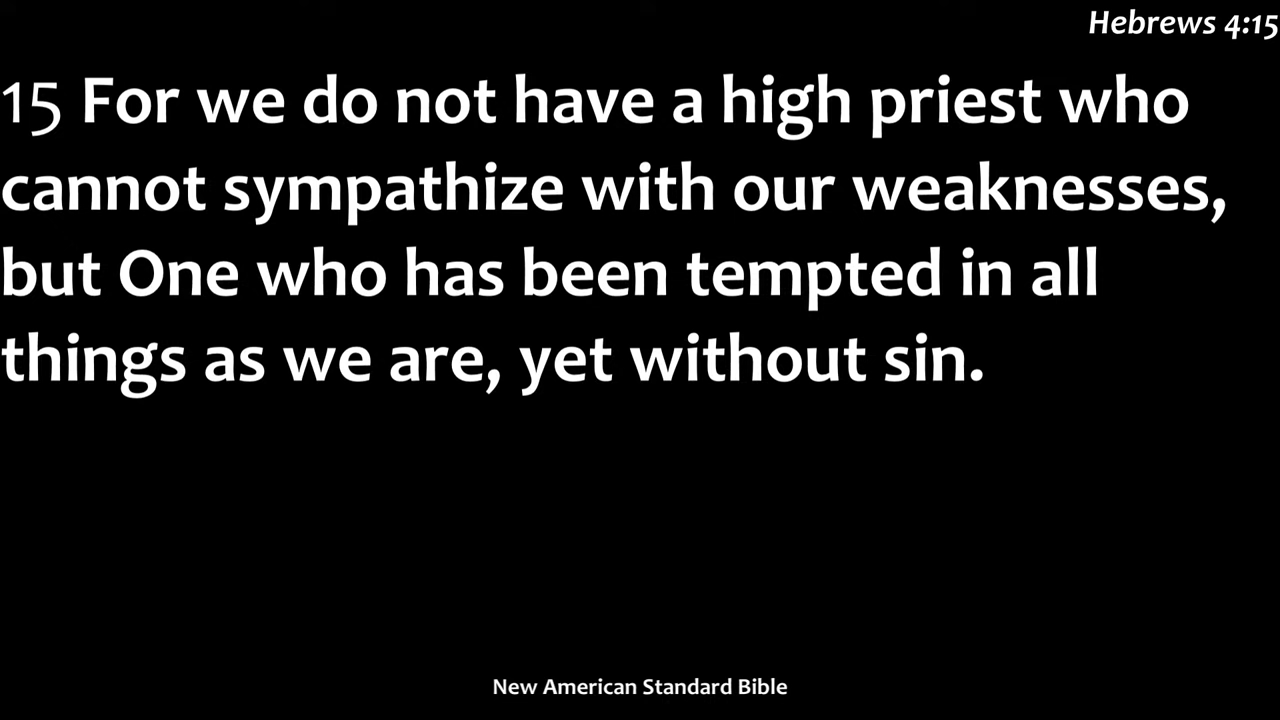 Hebrews 4:15
15 For we do not have a high priest who
cannot sympathize with our weaknesses,
but One who has been tempted in all
things as we are, yet without sin.
New American Standard Bible